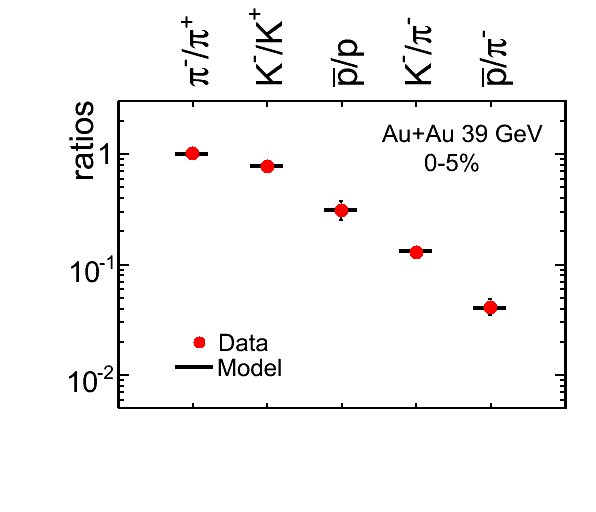 π⁻/π⁺
K⁻/K⁺
p̅/p
K⁻/π⁻
p̅/π⁻
ratios
Au+Au 39 GeV
0-5%
1
10⁻¹
10⁻²
Data
Model